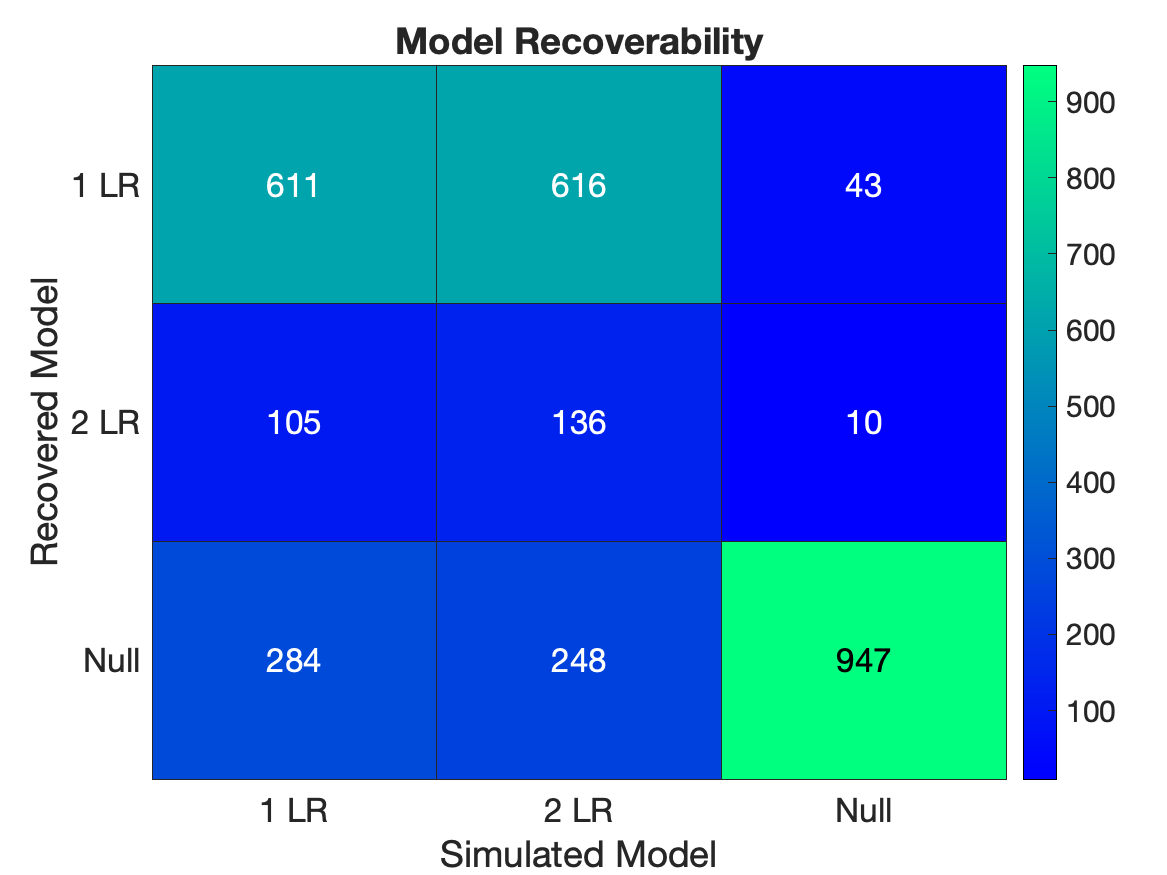 Model Recoverability
Recovered Model
1 LR
611
616
43
2 LR
105
136
10
Null
284
248
947
1 LR
2 LR
Null
Simulated Model
900
800
700
600
500
400
300
200
100